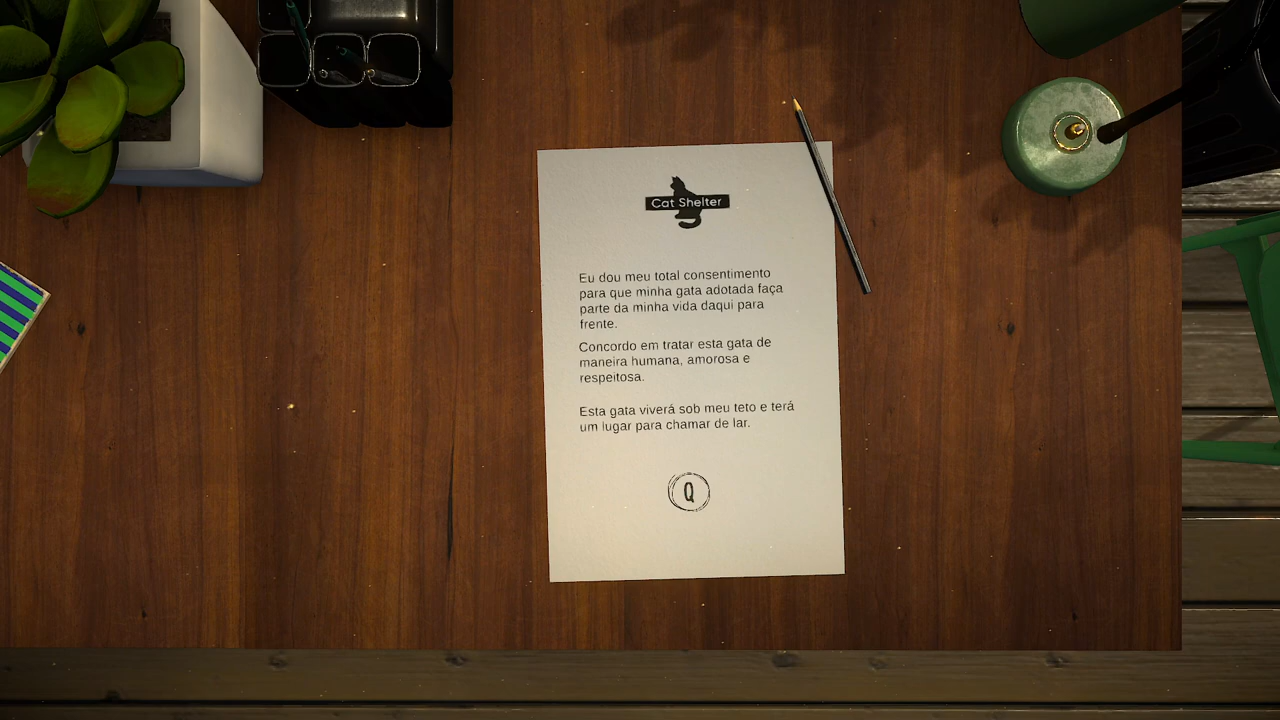 Cat Shelter
Eu dou meu total consentimento
para que minha gata adotada faça
parte da minha vida daqui para
frente.
Concordo em tratar esta gata de
maneira humana, amorosa e
respeitosa.
Esta gata viverá sob meu teto e terá
um lugar para chamar de lar.
Q